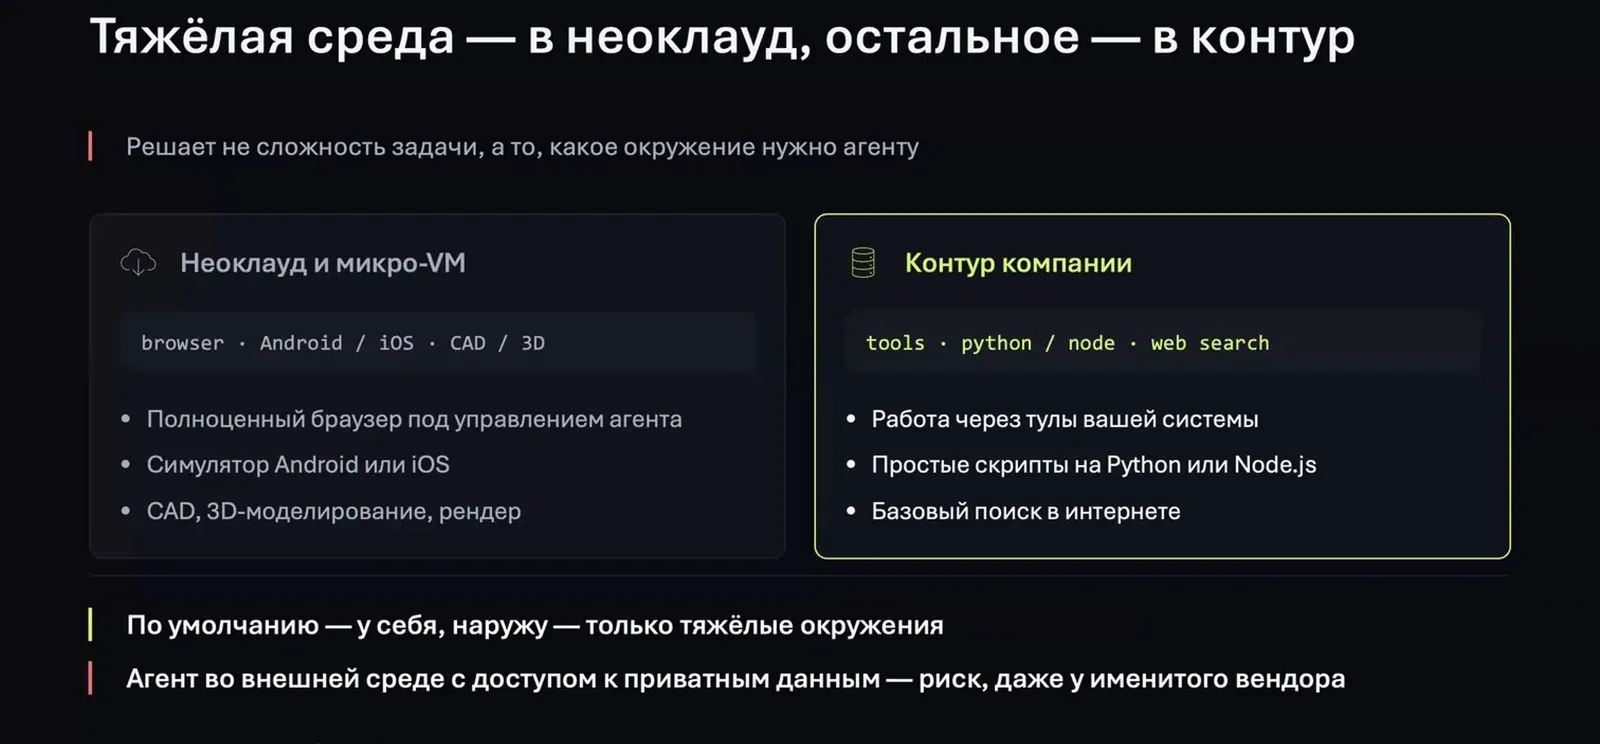 Тяжёлая среда — в неоклауд, остальное — в контур
Решает не сложность задачи, а то, какое окружение нужно агенту
Неоклауд и микро-VM
browser · Android / iOS · CAD / 3D
• Полноценный браузер под управлением агента
• Симулятор Android или iOS
• CAD, 3D-моделирование, рендер
Контур компании
tools · python / node · web search
• Работа через тулы вашей системы
• Простые скрипты на Python или Node.js
• Базовый поиск в интернете
По умолчанию — у себя, наружу — только тяжёлые окружения
Агент во внешней среде с доступом к приватным данным — риск, даже у именитого вендора